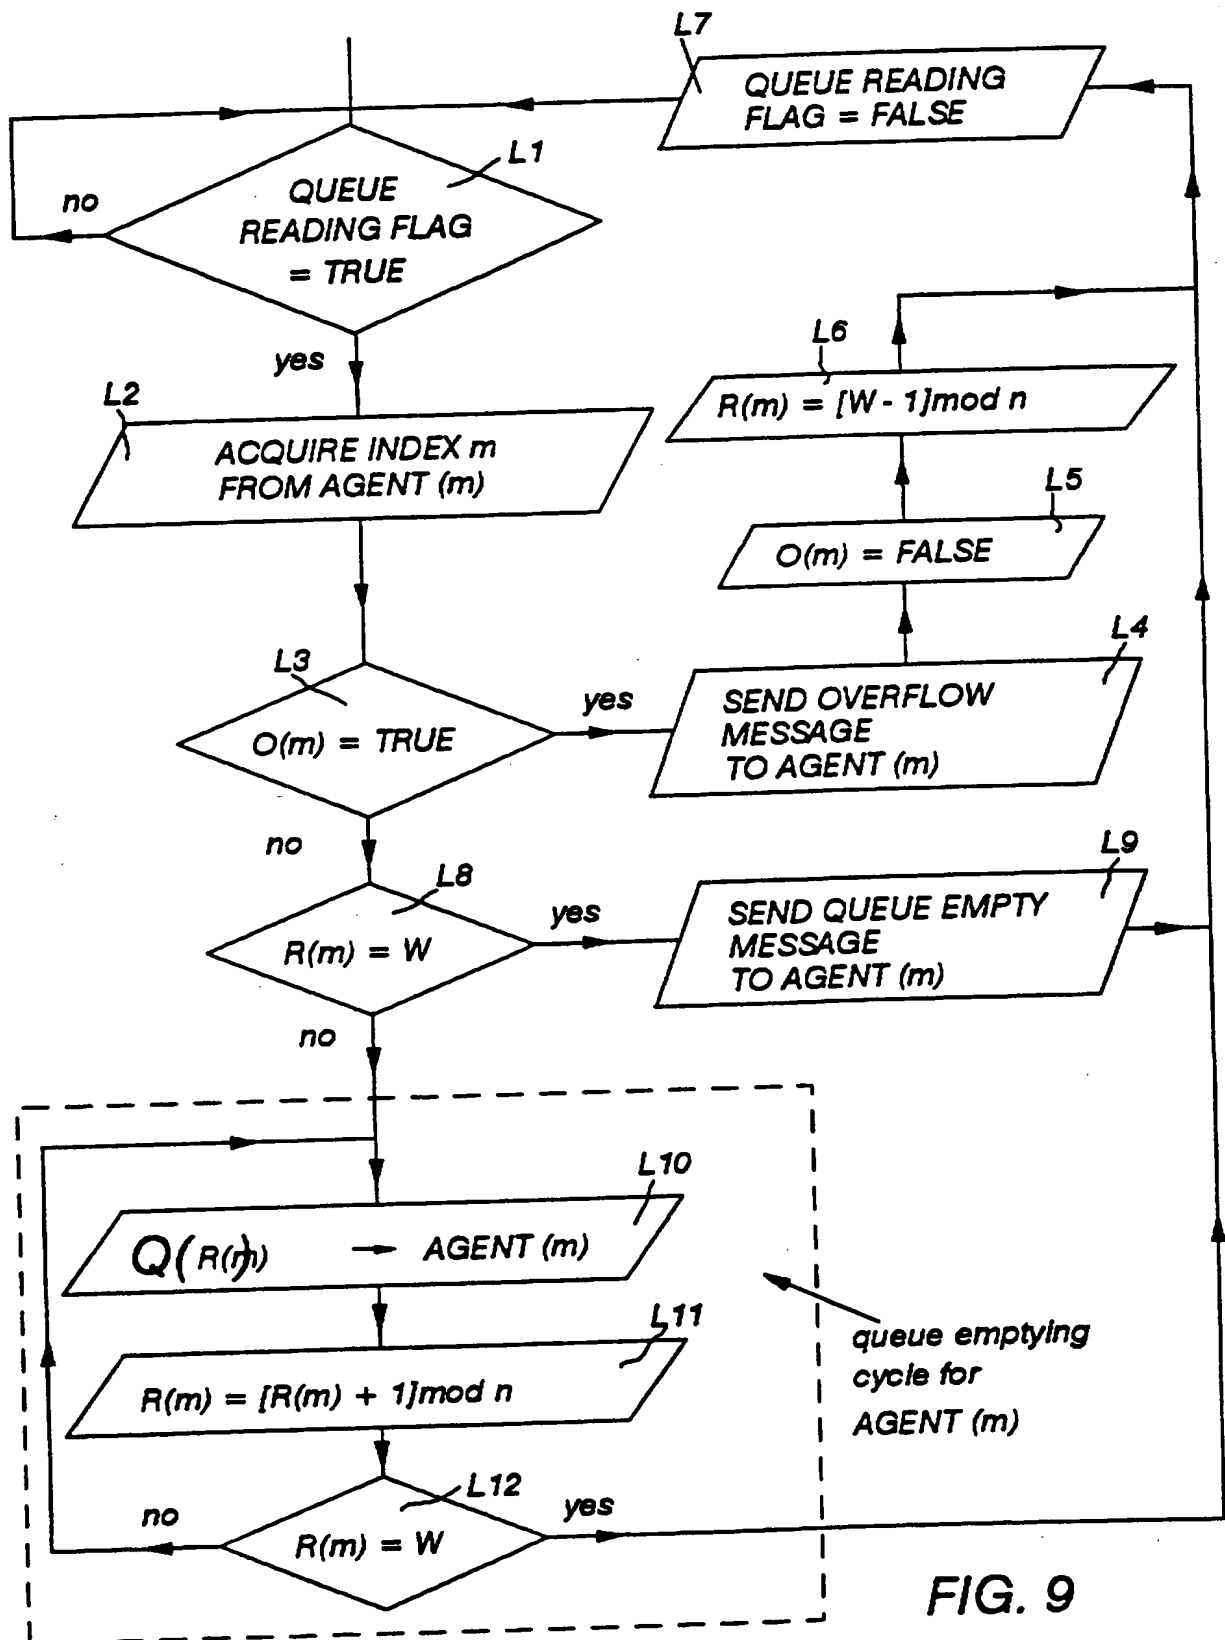 L7
QUEUE READING
FLAG = FALSE
L1
no
QUEUE
READING FLAG
= TRUE
yes
L6
R(m) = [W - 1]mod n
L2
ACQUIRE INDEX m
FROM AGENT (m)
L5
O(m) = FALSE
L3
O(m) = TRUE
yes
L4
SEND OVERFLOW
MESSAGE
TO AGENT (m)
no
L8
R(m) = W
yes
L9
SEND QUEUE EMPTY
MESSAGE
TO AGENT (m)
no
L10
Q(R(m)) → AGENT (m)
L11
R(m) = [R(m) + 1]mod n
queue emptying
cycle for
AGENT (m)
L12
no
R(m) = W
yes
FIG. 9